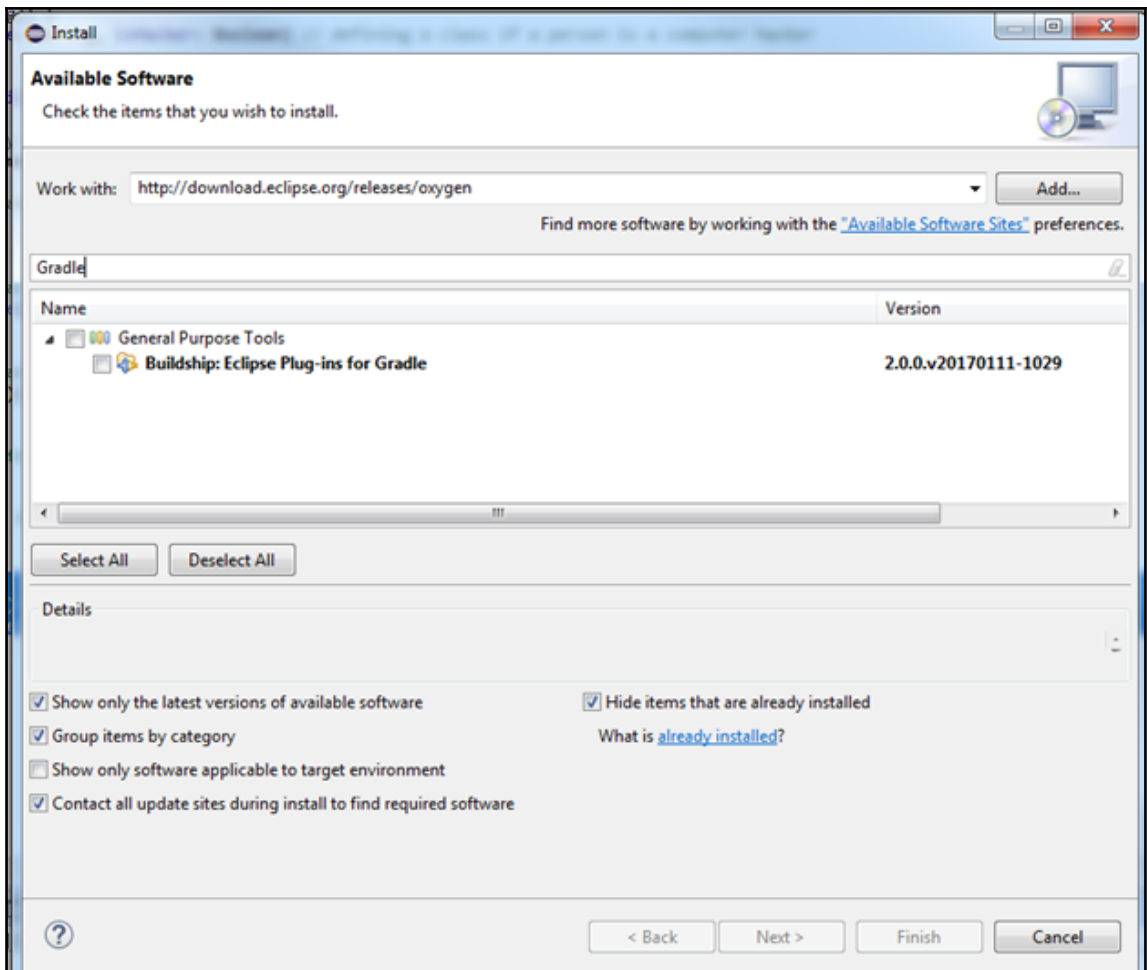 Install
Available Software
Check the items that you wish to install.
Work with: http://download.eclipse.org/releases/oxygen Add...
Find more software by working with the "Available Software Sites" preferences.
Gradle
Name Version
General Purpose Tools
Buildship: Eclipse Plug-ins for Gradle 2.0.0.v20170111-1029
Select All Deselect All
Details
Show only the latest versions of available software Hide items that are already installed
Group items by category What is already installed?
Show only software applicable to target environment
Contact all update sites during install to find required software
? < Back Next > Finish Cancel